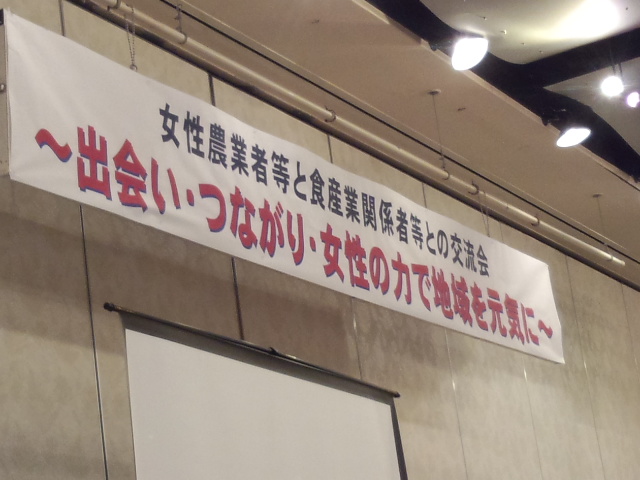 女性農業者等と食産業関係者等との交流会
～出会い・つながり・女性の力で地域を元気に～